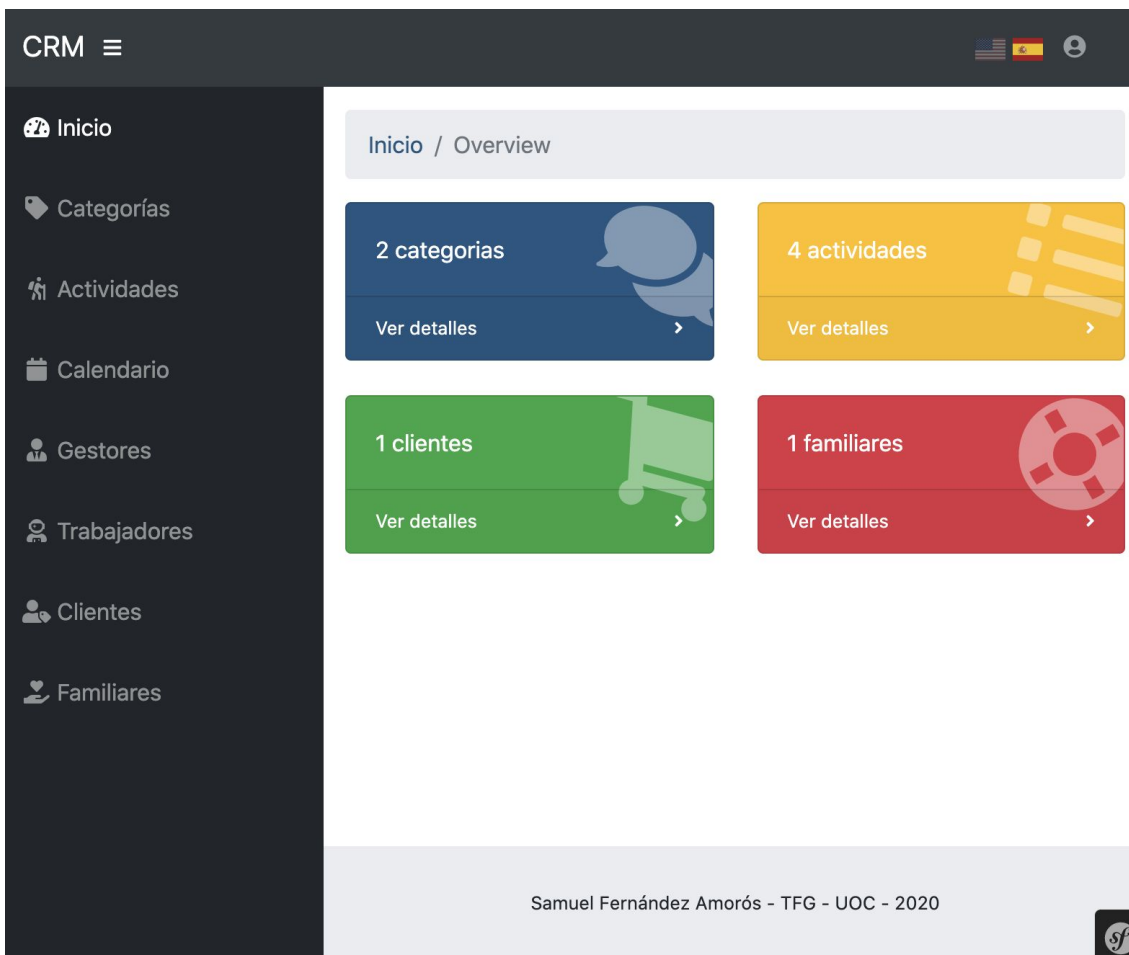 CRM
Inicio
Categorías
Actividades
Calendario
Gestores
Trabajadores
Clientes
Familiares
Inicio / Overview
2 categorias
Ver detalles
4 actividades
Ver detalles
1 clientes
Ver detalles
1 familiares
Ver detalles
Samuel Fernández Amorós - TFG - UOC - 2020
sf